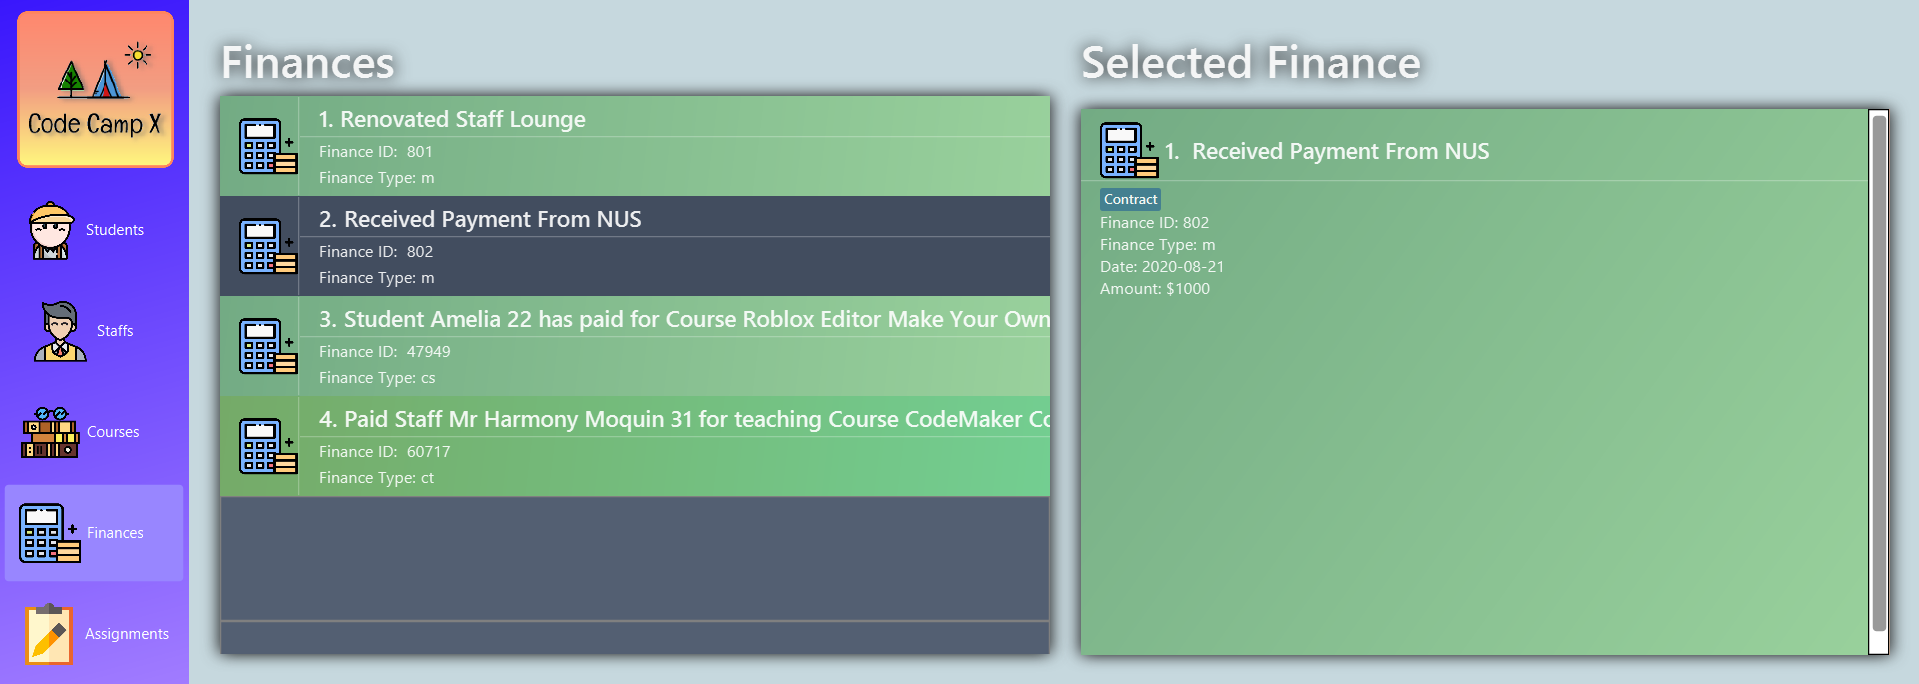 Code Camp X
Students
Staffs
Courses
Finances
Assignments
Finances
1. Renovated Staff Lounge
Finance ID: 801
Finance Type: m
2. Received Payment From NUS
Finance ID: 802
Finance Type: m
3. Student Amelia 22 has paid for Course Roblox Editor Make Your Own
Finance ID: 47949
Finance Type: cs
4. Paid Staff Mr Harmony Moquin 31 for teaching Course CodeMaker
Finance ID: 60717
Finance Type: ct
Selected Finance
1. Received Payment From NUS
Contract
Finance ID: 802
Finance Type: m
Date: 2020-08-21
Amount: $1000